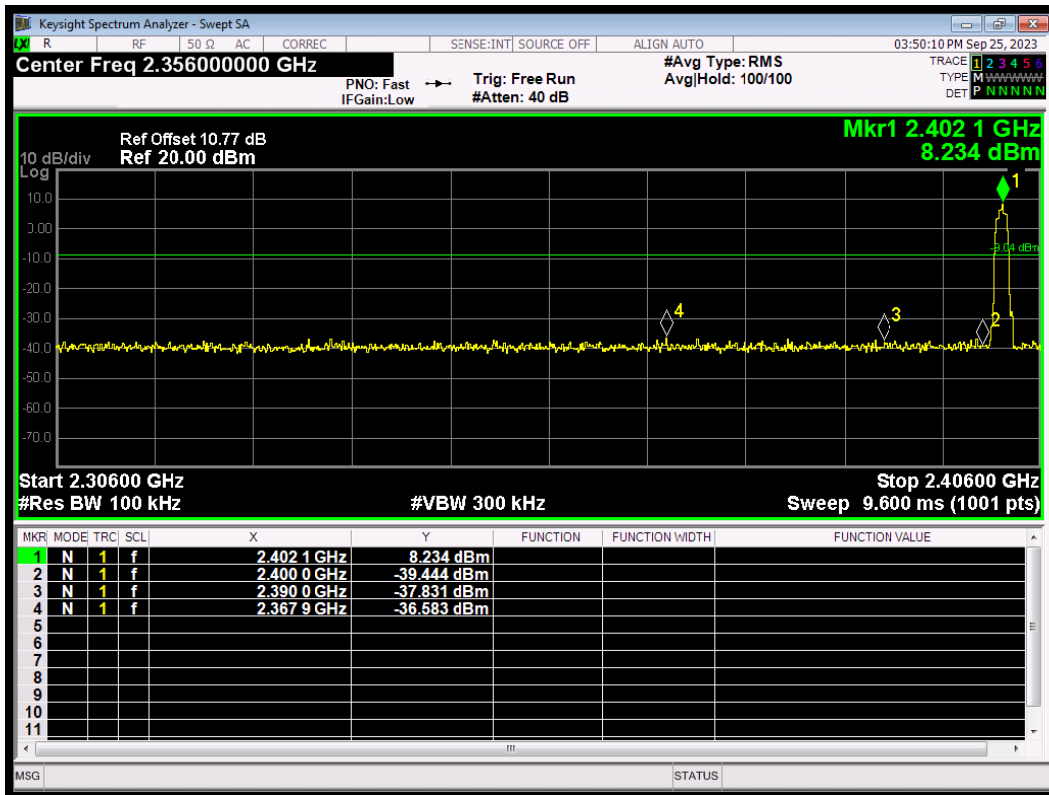 Keysight Spectrum Analyzer - Swept SA
LXI R RF 50 Ω AC CORREC SENSE:INT SOURCE OFF ALIGN AUTO 03:50:10 PM Sep 25, 2023
Center Freq 2.356000000 GHz #Avg Type: RMS TRACE 1 2 3 4 5 6
PNO: Fast Trig: Free Run Avg|Hold: 100/100 TYPE M WWWWW
IFGain:Low #Atten: 40 dB DET P N N N N N
Mkr1 2.402 1 GHz
8.234 dBm
Ref Offset 10.77 dB
10 dB/div Ref 20.00 dBm
Log
1
10.0
0.00
-9.04 dBm
-10.0
-20.0
4
3
2
-30.0
-40.0
-50.0
-60.0
-70.0
Start 2.30600 GHz Stop 2.40600 GHz
#Res BW 100 kHz #VBW 300 kHz Sweep 9.600 ms (1001 pts)
MKR MODE TRC SCL X Y FUNCTION FUNCTION WIDTH FUNCTION VALUE
1 N 1 f 2.402 1 GHz 8.234 dBm
2 N 1 f 2.400 0 GHz -39.444 dBm
3 N 1 f 2.390 0 GHz -37.831 dBm
4 N 1 f 2.367 9 GHz -36.583 dBm
5
6
7
8
9
10
11
MSG STATUS